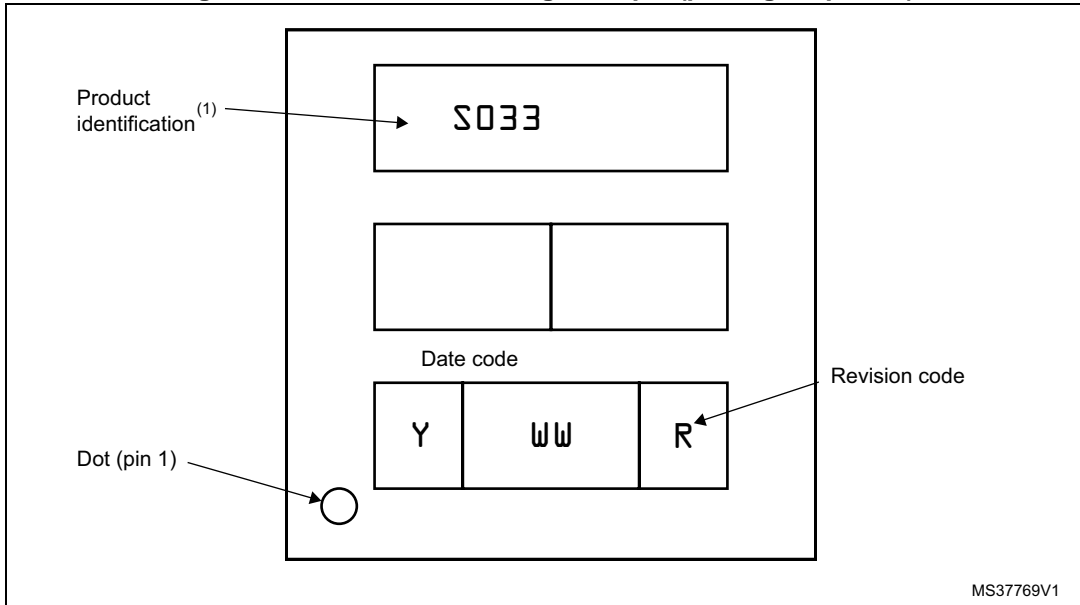 Product
identification(1)
S033
Date code
Revision code
Y WW R
Dot (pin 1)
MS37769V1